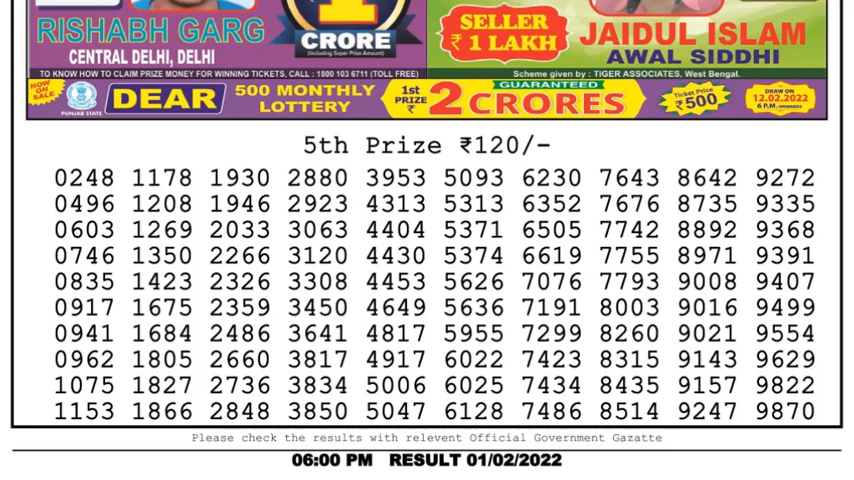 1
CRORE
(Including Super Prize Amount)
RISHABH GARG
CENTRAL DELHI, DELHI
TO KNOW HOW TO CLAIM PRIZE MONEY FOR WINNING TICKETS. CALL : 1800 103 6711 (TOLL FREE)
SELLER
₹ 1 LAKH
JAIDUL ISLAM
AWAL SIDDHI
Scheme given by : TIGER ASSOCIATES, West Bengal.
NOW ON SALE
PUNJAB STATE
DEAR
500 MONTHLY
LOTTERY
1st PRIZE ₹
GUARANTEED
2 CRORES
Ticket Price
₹500
DRAW ON
12.02.2022
6 P.M. ONWARDS
5th Prize ₹120/-
0248 1178 1930 2880 3953 5093 6230 7643 8642 9272
0496 1208 1946 2923 4313 5313 6352 7676 8735 9335
0603 1269 2033 3063 4404 5371 6505 7742 8892 9368
0746 1350 2266 3120 4430 5374 6619 7755 8971 9391
0835 1423 2326 3308 4453 5626 7076 7793 9008 9407
0917 1675 2359 3450 4649 5636 7191 8003 9016 9499
0941 1684 2486 3641 4817 5955 7299 8260 9021 9554
0962 1805 2660 3817 4917 6022 7423 8315 9143 9629
1075 1827 2736 3834 5006 6025 7434 8435 9157 9822
1153 1866 2848 3850 5047 6128 7486 8514 9247 9870
Please check the results with relevent Official Government Gazatte
06:00 PM RESULT 01/02/2022